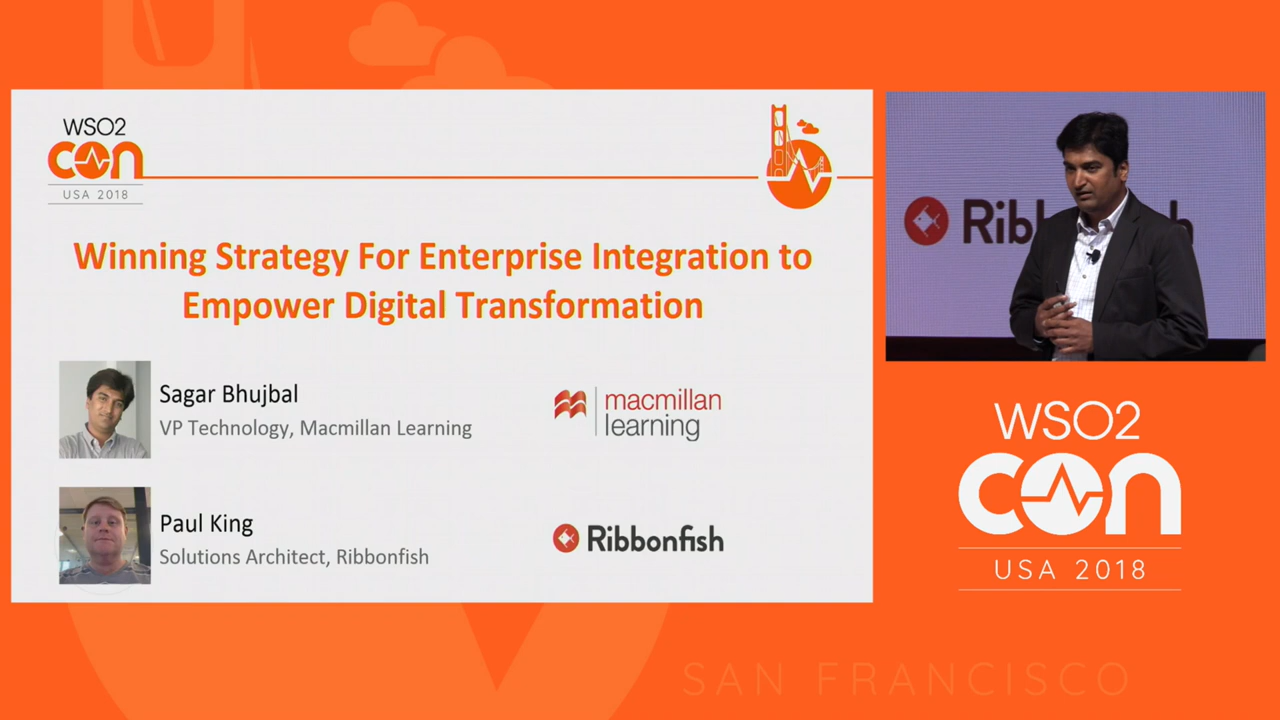 WSO2
con
USA 2018
Winning Strategy For Enterprise Integration to
Empower Digital Transformation
Sagar Bhujbal
VP Technology, Macmillan Learning
macmillan
learning
Paul King
Solutions Architect, Ribbonfish
Ribbonfish
WSO2
con
USA 2018
SAN FRANCISCO